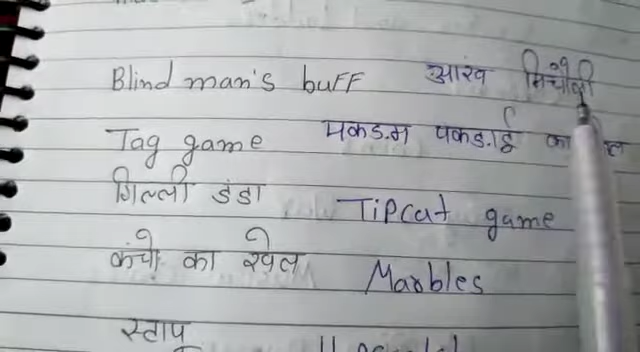 Blind man's buFF आंख मिचौली
Tag game पकड़म पकड़ाई का
गिल्ली डंडा TiPcat game
कंचो का खेल Marbles
स्टापू